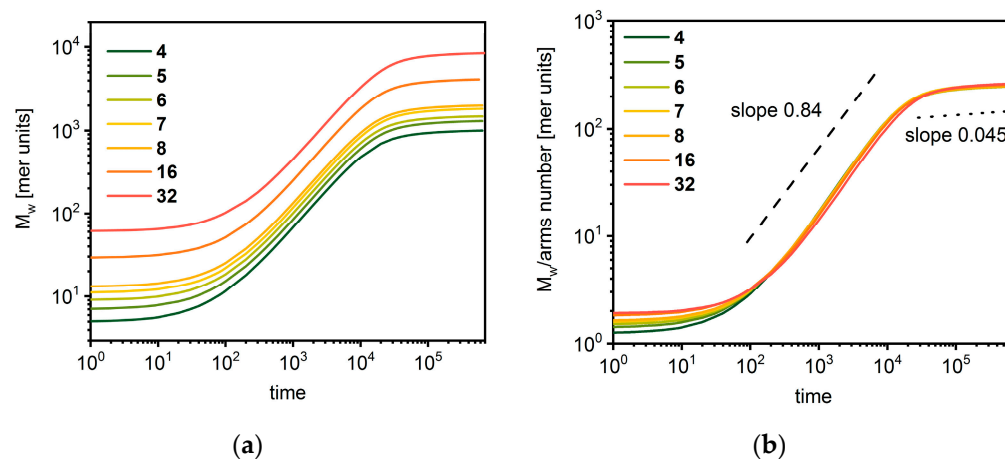 M_w [mer units]
10^4
10^3
10^2
10^1
4
5
6
7
8
16
32
10^0 10^1 10^2 10^3 10^4 10^5
time
(a)
M_w/arms number [mer units]
10^3
10^2
10^1
10^0
4
5
6
7
8
16
32
slope 0.84
slope 0.045
10^0 10^1 10^2 10^3 10^4 10^5
time
(b)